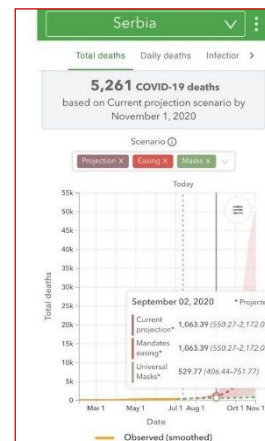 Serbia
Total deaths Daily deaths Infection
5,261 COVID-19 deaths
based on Current projection scenario by
November 1, 2020
Scenario
Projection X Easing X Masks X
Today
55k
50k
45k
40k
35k
30k
25k
20k
15k
10k
5k
0
Total deaths
September 02, 2020 * Projected
Current projection* 1,063.39 (550.27-2,172.0
Mandates easing* 1,063.39 (550.27-2,172.0
Universal Masks* 529.77 (406.44-751.77)
Mar 1 May 1 Jul 1 Aug 1 Oct 1 Nov 1
Date
Observed (smoothed)